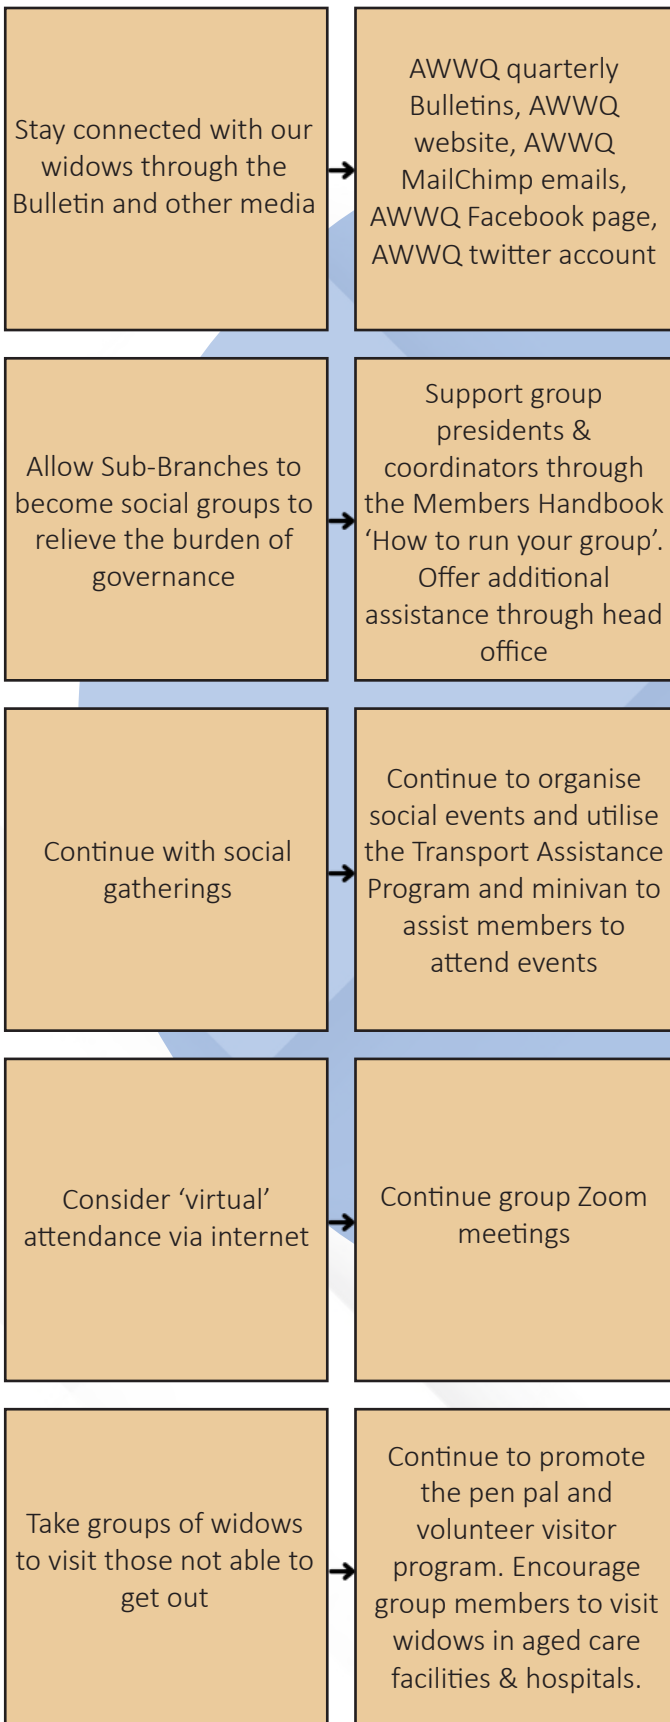 Stay connected with our
widows through the
Bulletin and other media
AWWQ quarterly
Bulletins, AWWQ
website, AWWQ
MailChimp emails,
AWWQ Facebook page,
AWWQ twitter account
Allow Sub-Branches to
become social groups to
relieve the burden of
governance
Support group
presidents &
coordinators through
the Members Handbook
‘How to run your group’.
Offer additional
assistance through head
office
Continue with social
gatherings
Continue to organise
social events and utilise
the Transport Assistance
Program and minivan to
assist members to
attend events
Consider ‘virtual’
attendance via internet
Continue group Zoom
meetings
Take groups of widows
to visit those not able to
get out
Continue to promote
the pen pal and
volunteer visitor
program. Encourage
group members to visit
widows in aged care
facilities & hospitals.